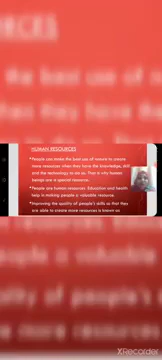 HUMAN RESOURCES
• People can make the best use of nature to create
more resources when they have the knowledge, skill
and the technology to do so. That is why human
beings are a special resource.
• People are human resources. Education and health
help in making people a valuable resource.
• Improving the quality of people's skills so that they
are able to create more resources is known as